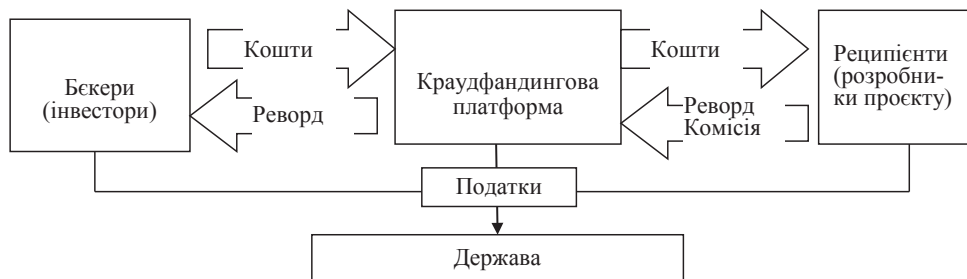 Бєкери
(інвестори)
Кошти
Реворд
Краудфандингова
платформа
Кошти
Реворд
Комісія
Реципієнти
(розробни-
ки проєкту)
Податки
Держава